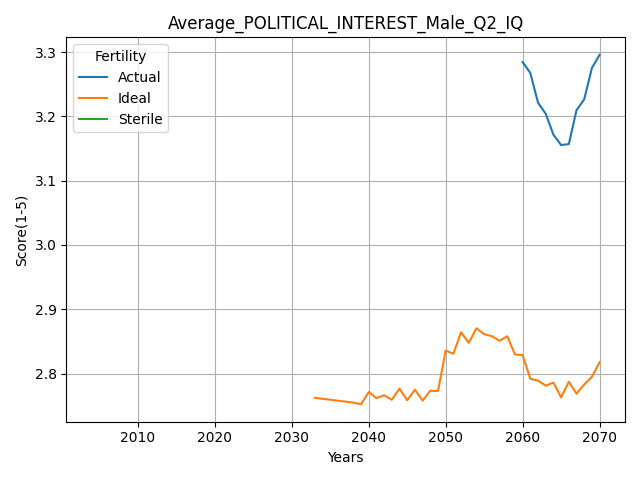 Average_POLITICAL_INTEREST_Male_Q2_IQ
Fertility
Actual
Ideal
Sterile
3.3
3.2
3.1
3.0
2.9
2.8
Score(1-5)
2010 2020 2030 2040 2050 2060 2070
Years